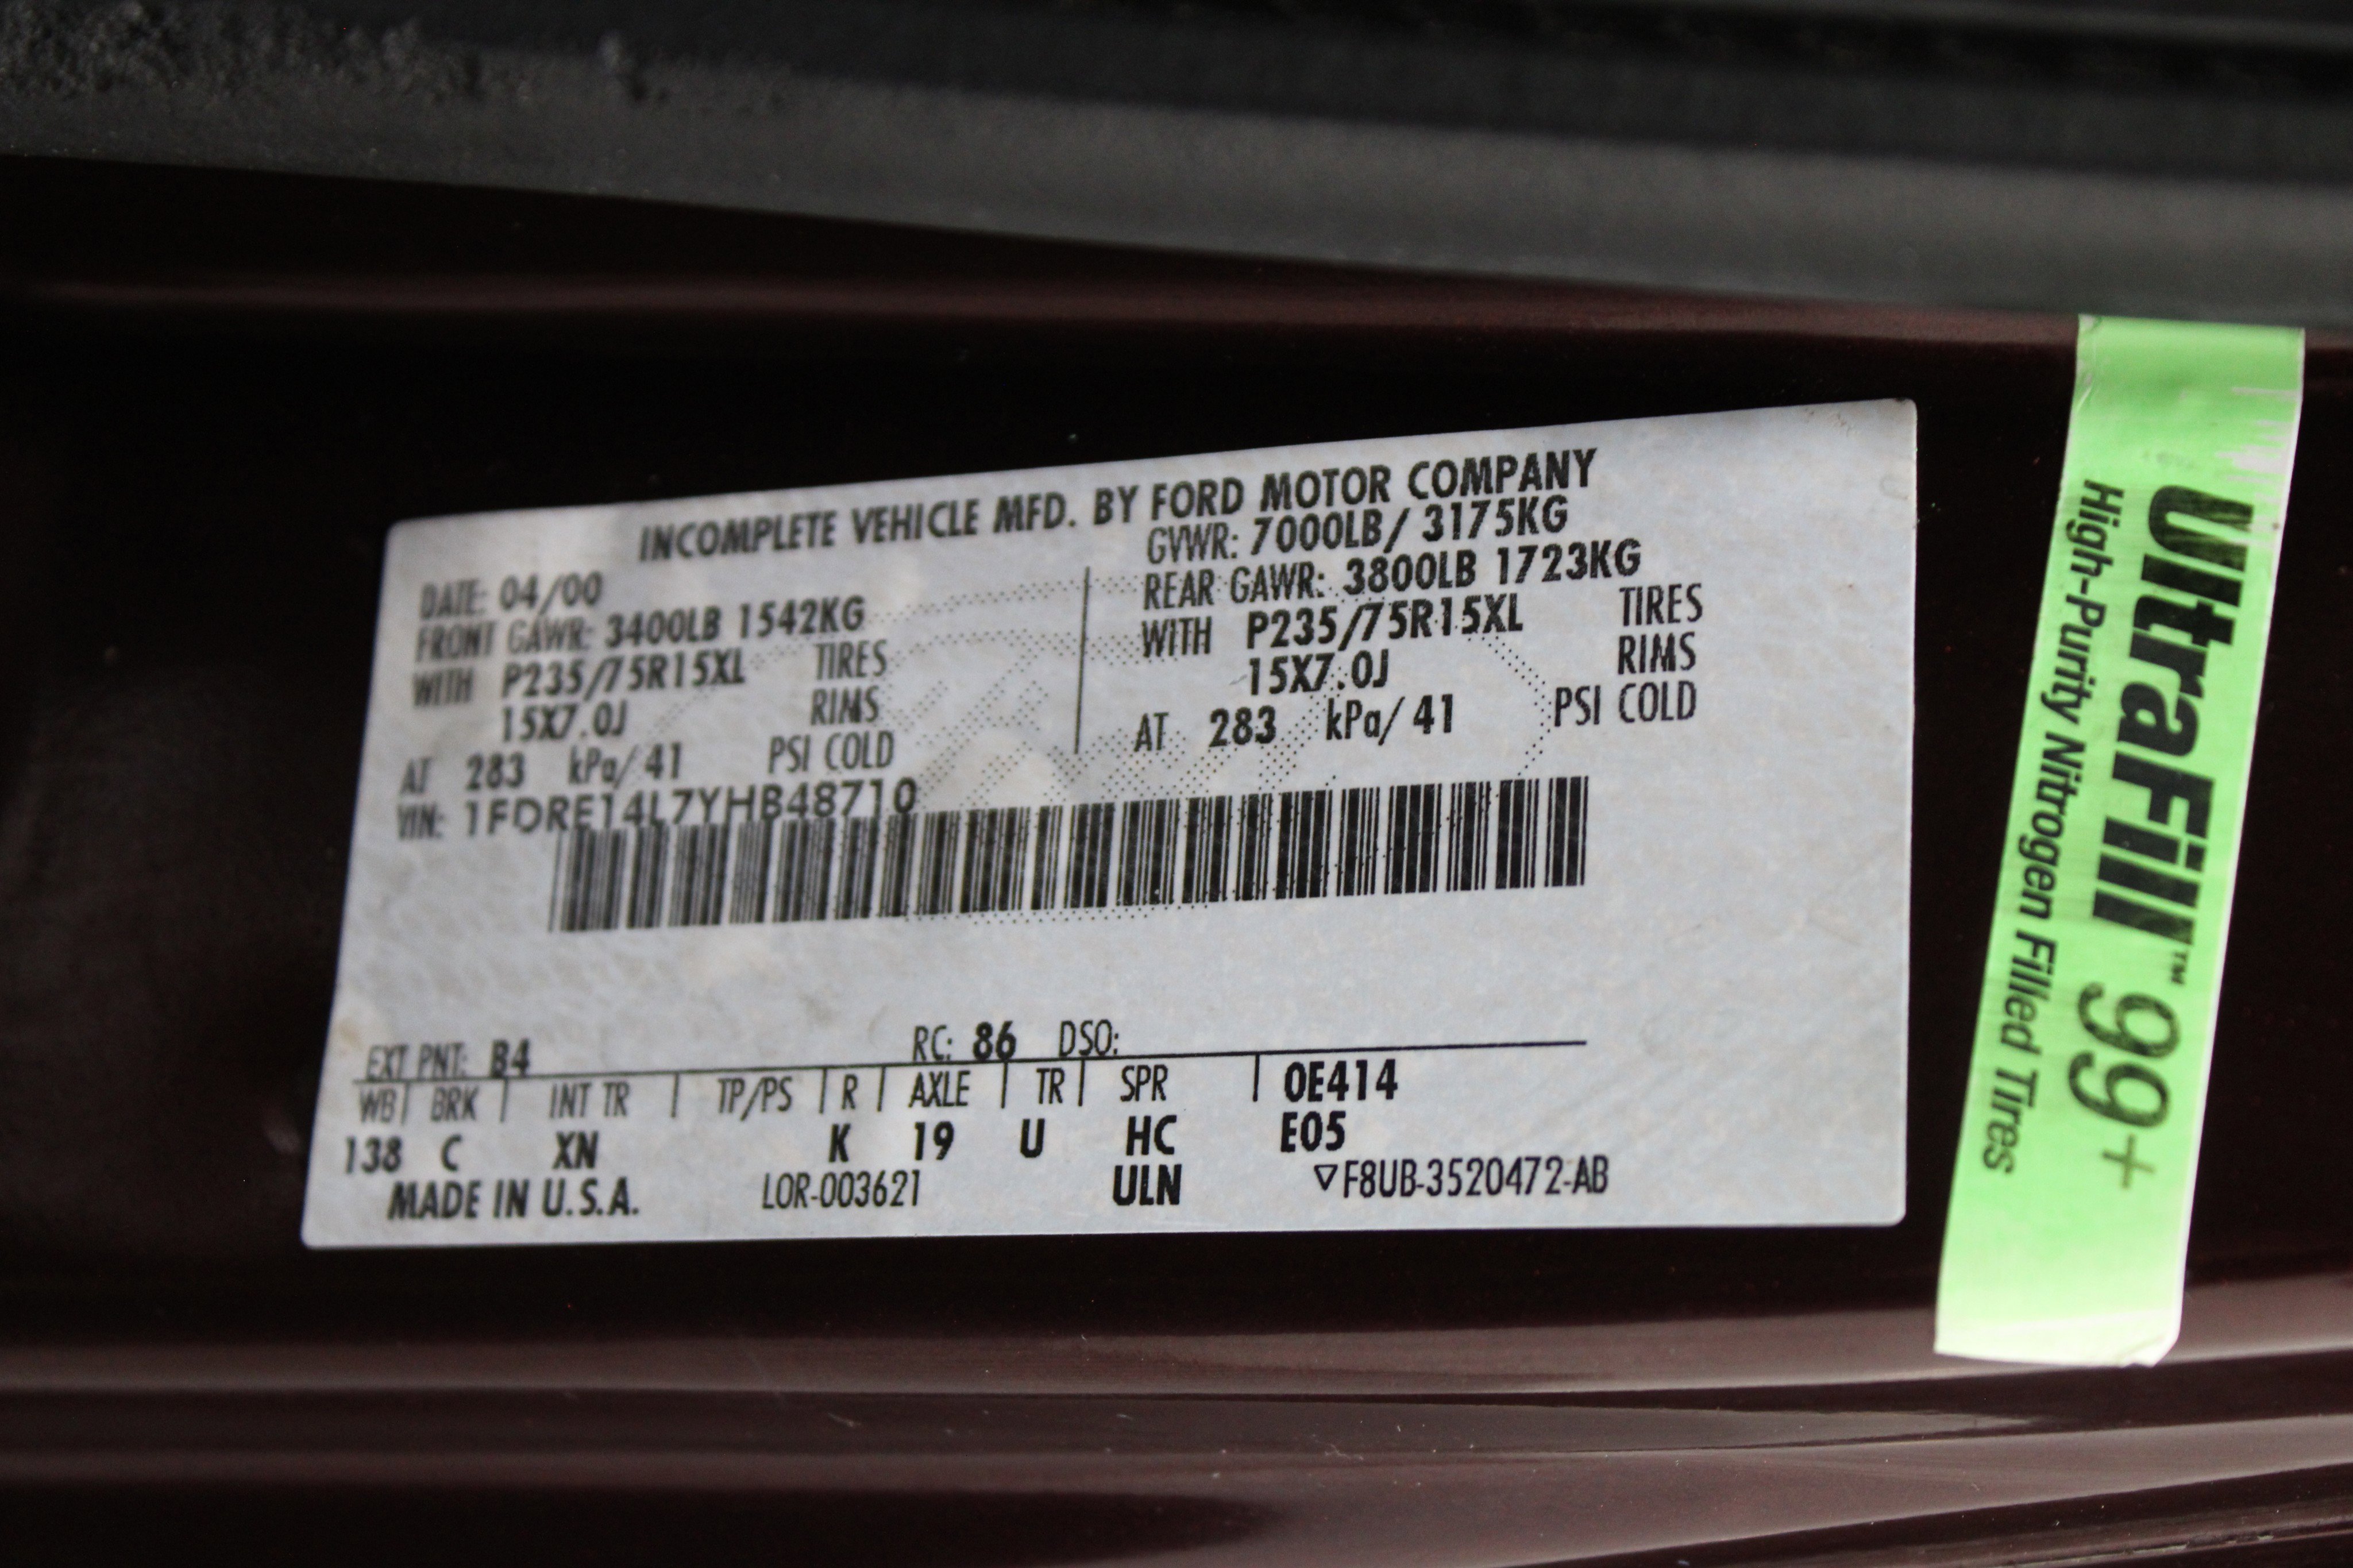 INCOMPLETE VEHICLE MFD. BY FORD MOTOR COMPANY
DATE: 04/00
FRONT GAWR: 3400LB 1542KG
WITH P235/75R15XL TIRES
15X7.0J RIMS
AT 283 kPa/41 PSI COLD
GVWR: 7000LB/ 3175KG
REAR GAWR: 3800LB 1723KG
WITH P235/75R15XL TIRES
15X7.0J RIMS
AT 283 kPa/41 PSI COLD
VIN: 1FDRE14L7YHB48710
EXT PNT: B4 RC: 86 DSO:
WB | BRK | INT TR | TP/PS | R | AXLE | TR | SPR | OE414
138 C XN K 19 U HC E05
MADE IN U.S.A. LOR-003621 ULN ▽F8UB-3520472-AB
UltraFill™ 99+
High-Purity Nitrogen Filled Tires